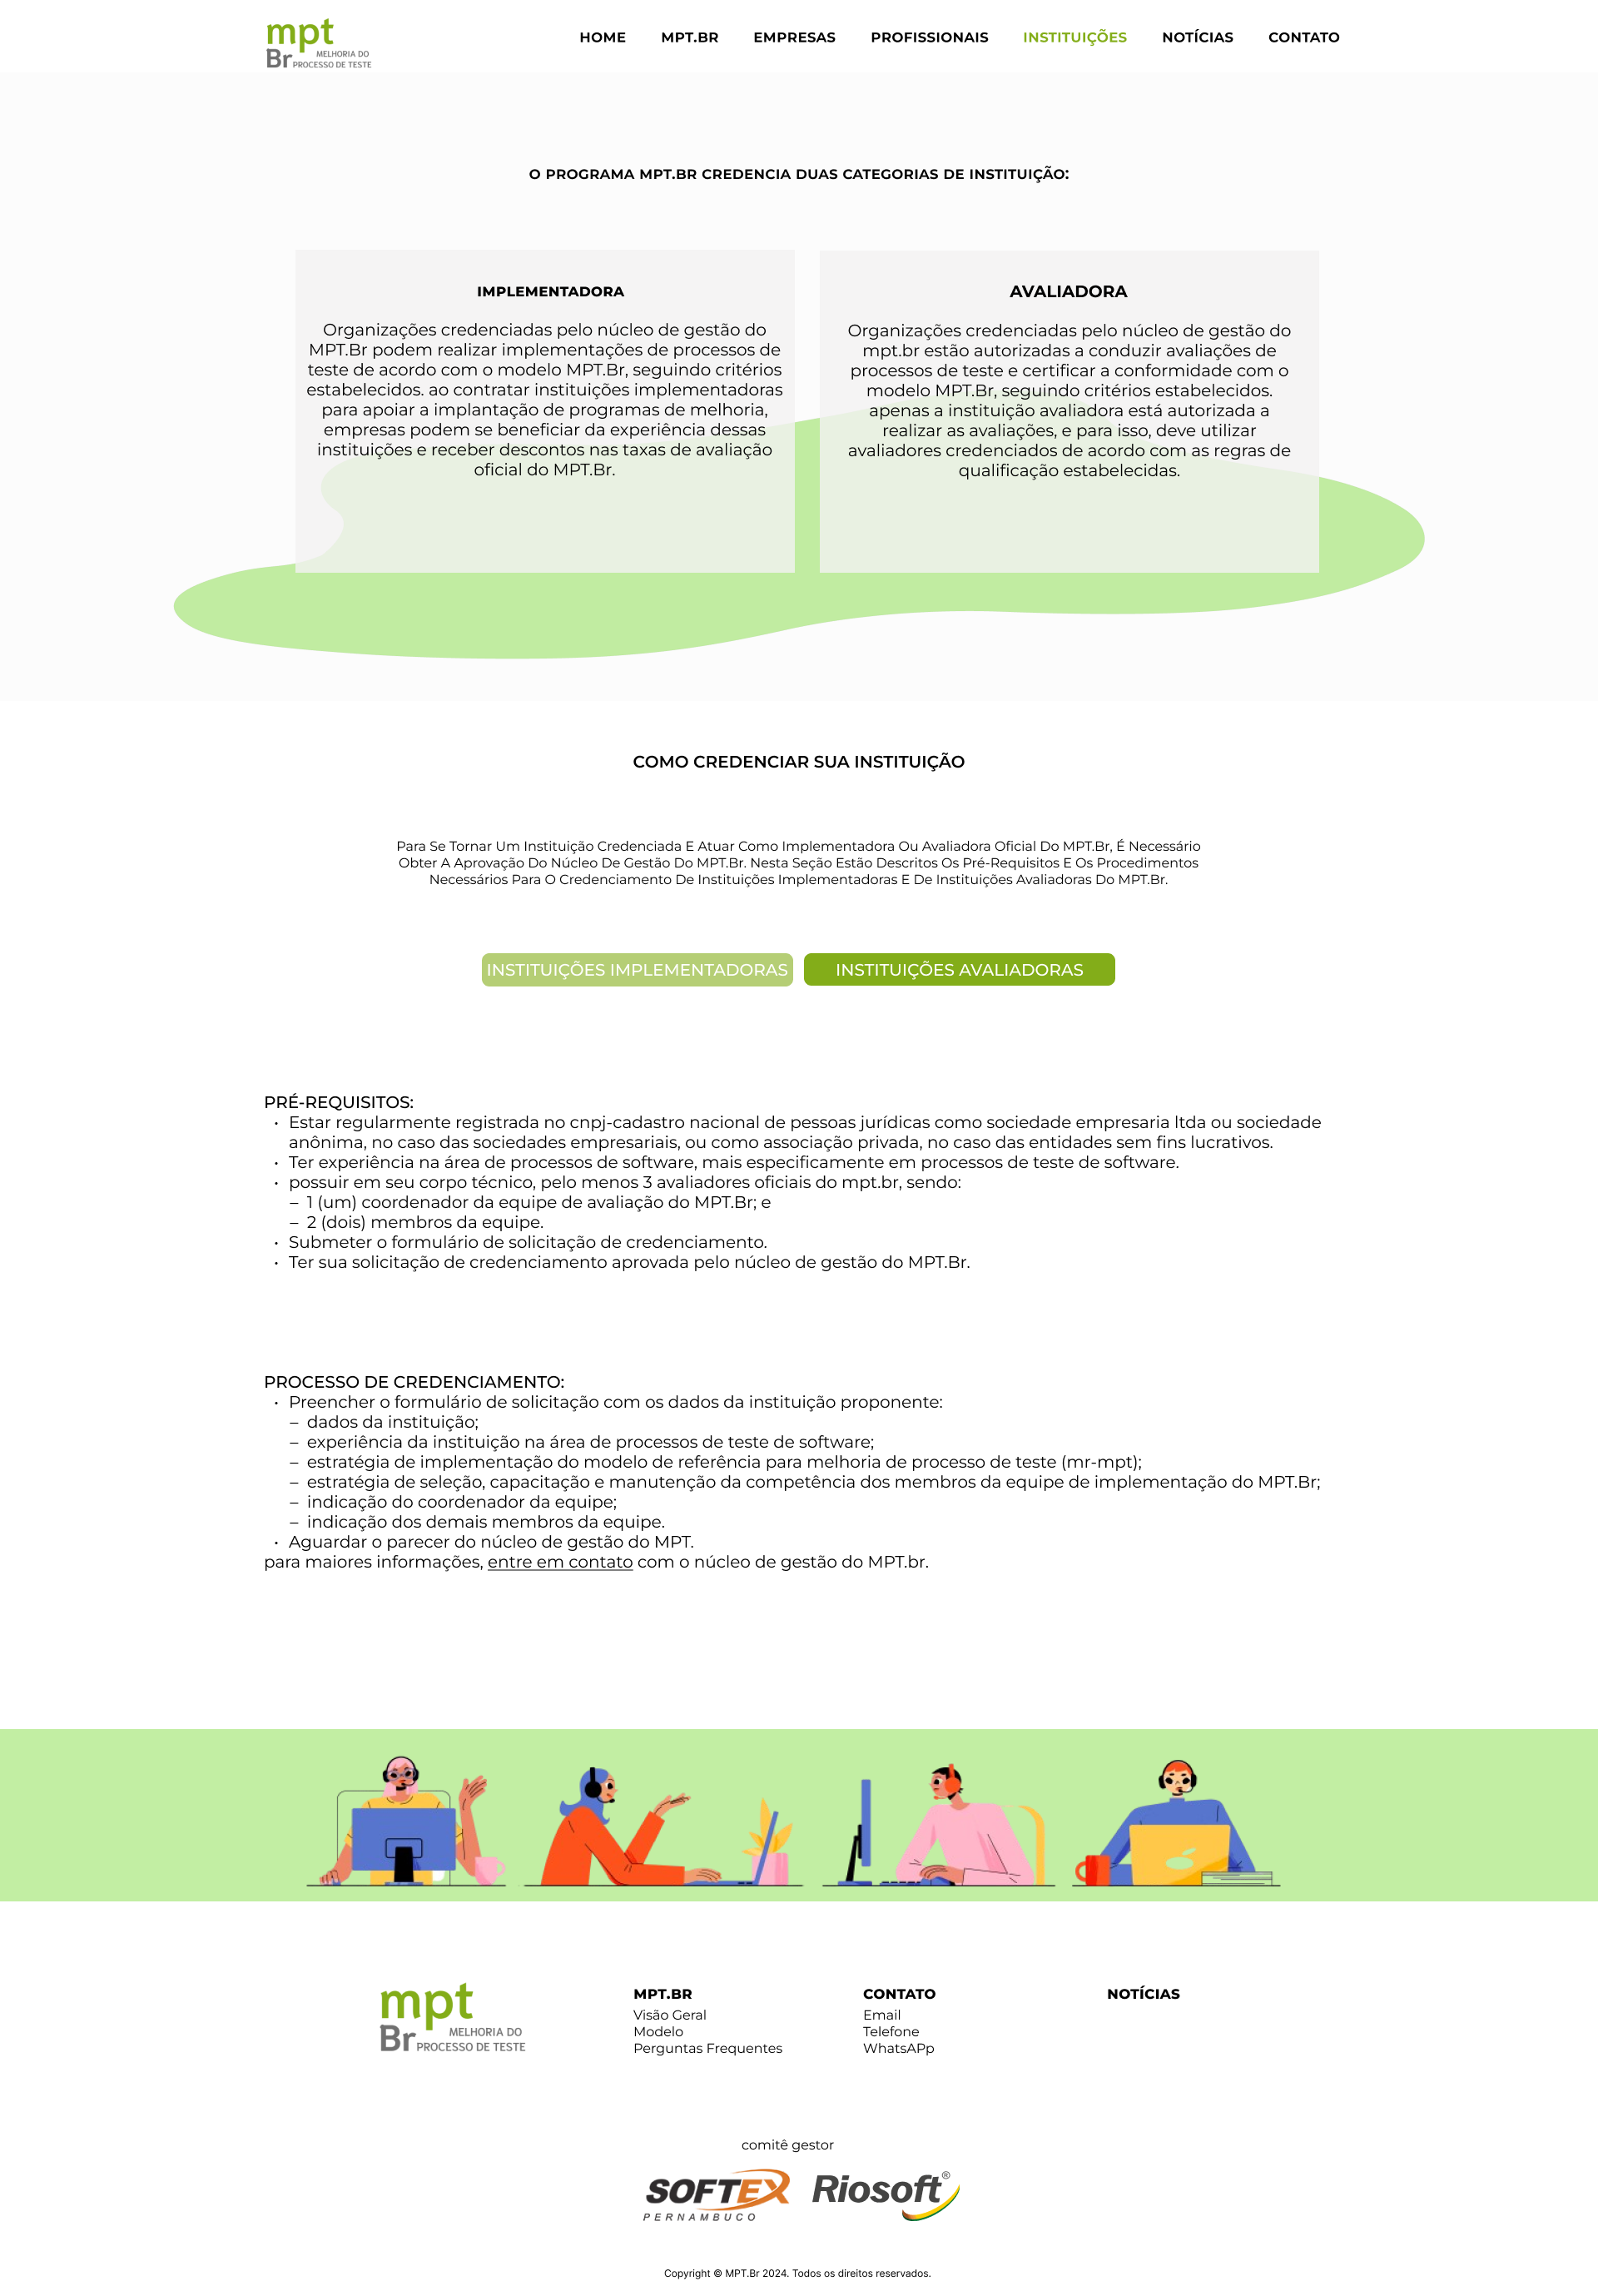 mpt
Br MELHORIA DO
PROCESSO DE TESTE
HOME MPT.BR EMPRESAS PROFISSIONAIS INSTITUIÇÕES NOTÍCIAS CONTATO
O PROGRAMA MPT.BR CREDENCIA DUAS CATEGORIAS DE INSTITUIÇÃO:
IMPLEMENTADORA
Organizações credenciadas pelo núcleo de gestão do
MPT.Br podem realizar implementações de processos de
teste de acordo com o modelo MPT.Br, seguindo critérios
estabelecidos. ao contratar instituições implementadoras
para apoiar a implantação de programas de melhoria,
empresas podem se beneficiar da experiência dessas
instituições e receber descontos nas taxas de avaliação
oficial do MPT.Br.
AVALIADORA
Organizações credenciadas pelo núcleo de gestão do
mpt.br estão autorizadas a conduzir avaliações de
processos de teste e certificar a conformidade com o
modelo MPT.Br, seguindo critérios estabelecidos.
apenas a instituição avaliadora está autorizada a
realizar as avaliações, e para isso, deve utilizar
avaliadores credenciados de acordo com as regras de
qualificação estabelecidas.
COMO CREDENCIAR SUA INSTITUIÇÃO
Para Se Tornar Um Instituição Credenciada E Atuar Como Implementadora Ou Avaliadora Oficial Do MPT.Br, É Necessário
Obter A Aprovação Do Núcleo De Gestão Do MPT.Br. Nesta Seção Estão Descritos Os Pré-Requisitos E Os Procedimentos
Necessários Para O Credenciamento De Instituições Implementadoras E De Instituições Avaliadoras Do MPT.Br.
INSTITUIÇÕES IMPLEMENTADORAS INSTITUIÇÕES AVALIADORAS
PRÉ-REQUISITOS:
• Estar regularmente registrada no cnpj-cadastro nacional de pessoas jurídicas como sociedade empresaria ltda ou sociedade
anônima, no caso das sociedades empresariais, ou como associação privada, no caso das entidades sem fins lucrativos.
• Ter experiência na área de processos de software, mais especificamente em processos de teste de software.
• possuir em seu corpo técnico, pelo menos 3 avaliadores oficiais do mpt.br, sendo:
– 1 (um) coordenador da equipe de avaliação do MPT.Br; e
– 2 (dois) membros da equipe.
• Submeter o formulário de solicitação de credenciamento.
• Ter sua solicitação de credenciamento aprovada pelo núcleo de gestão do MPT.Br.
PROCESSO DE CREDENCIAMENTO:
• Preencher o formulário de solicitação com os dados da instituição proponente:
– dados da instituição;
– experiência da instituição na área de processos de teste de software;
– estratégia de implementação do modelo de referência para melhoria de processo de teste (mr-mpt);
– estratégia de seleção, capacitação e manutenção da competência dos membros da equipe de implementação do MPT.Br;
– indicação do coordenador da equipe;
– indicação dos demais membros da equipe.
• Aguardar o parecer do núcleo de gestão do MPT.
para maiores informações, entre em contato com o núcleo de gestão do MPT.br.
mpt
Br MELHORIA DO
PROCESSO DE TESTE
MPT.BR
Visão Geral
Modelo
Perguntas Frequentes
CONTATO
Email
Telefone
WhatsAPp
NOTÍCIAS
comitê gestor
SOFTEX
PERNAMBUCO
Riosoft®
Copyright © MPT.Br 2024. Todos os direitos reservados.